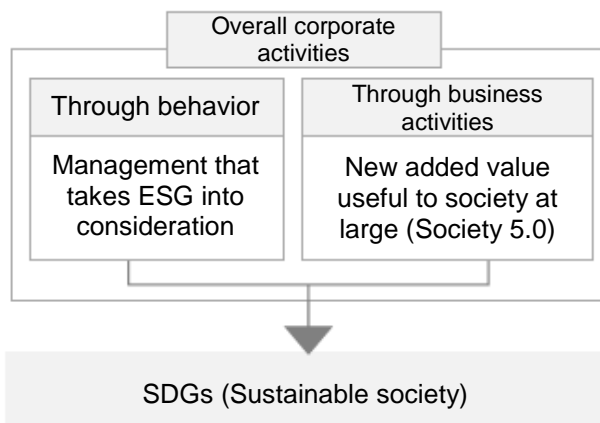 Overall corporate
activities
Through behavior
Management that
takes ESG into
consideration
Through business
activities
New added value
useful to society at
large (Society 5.0)
SDGs (Sustainable society)